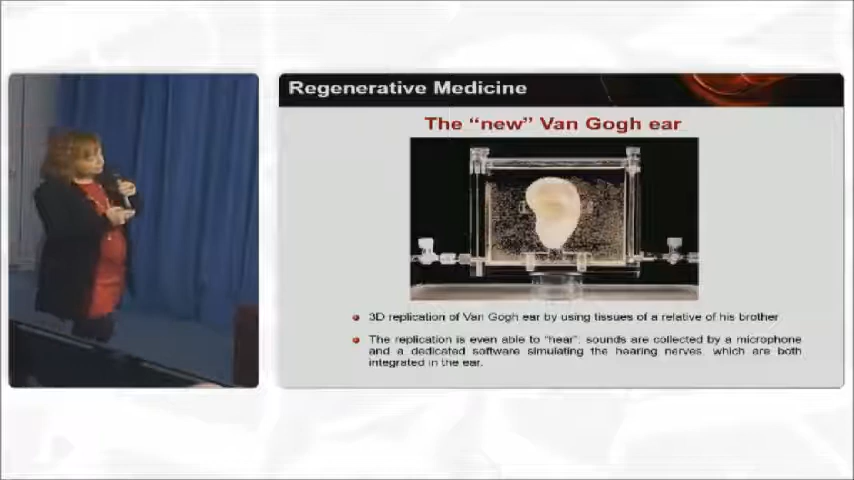 Regenerative Medicine
The “new” Van Gogh ear
3D replication of Van Gogh ear by using tissues of a relative of his brother
The replication is even able to “hear”: sounds are collected by a microphone
and a dedicated software simulating the hearing nerves, which are both
integrated in the ear.